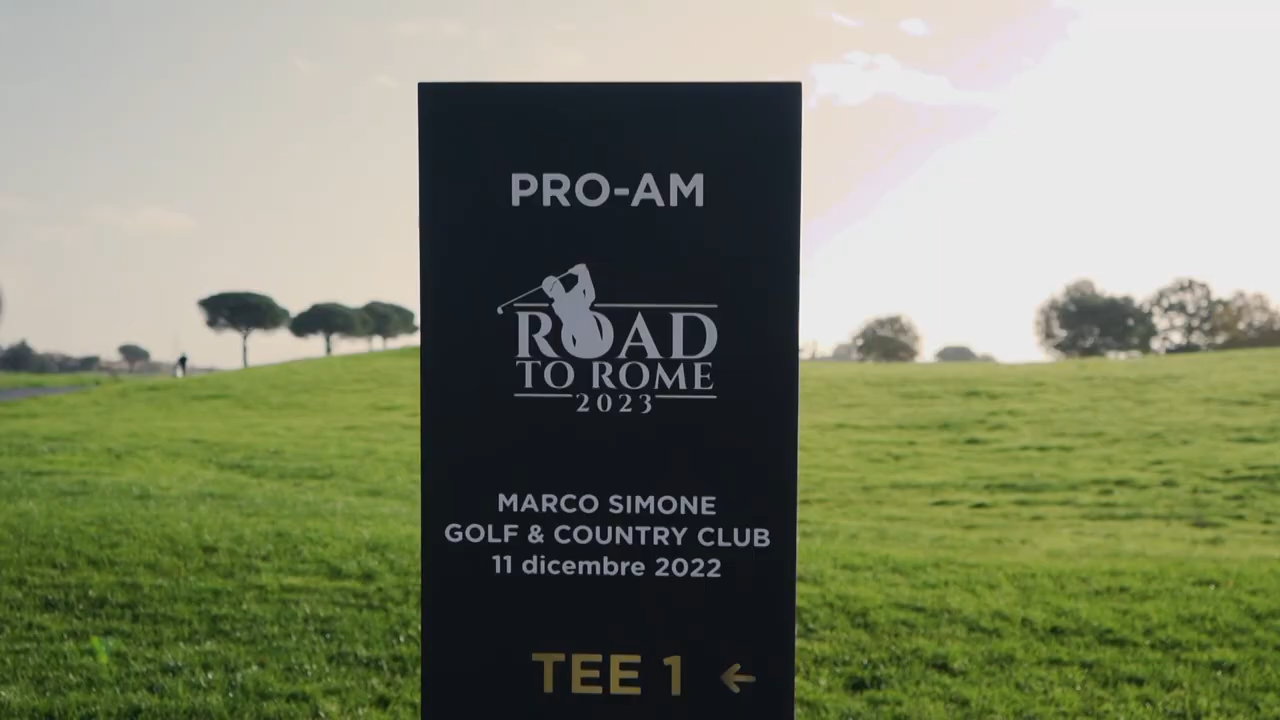 PRO-AM
ROAD
TO ROME
2023
MARCO SIMONE
GOLF & COUNTRY CLUB
11 dicembre 2022
TEE 1 ←